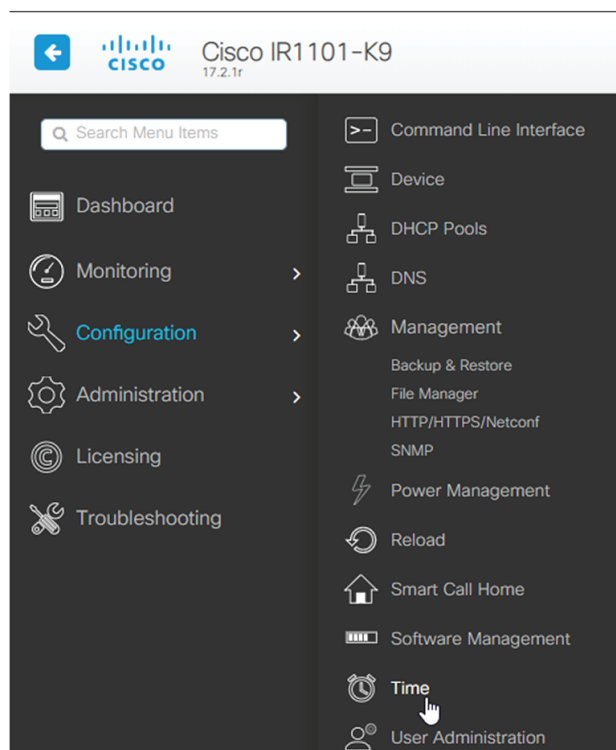 CISCO
Cisco IR1101-K9
17.2.1r
Search Menu Items
Dashboard
Monitoring
Configuration
Administration
Licensing
Troubleshooting
Command Line Interface
Device
DHCP Pools
DNS
Management
Backup & Restore
File Manager
HTTP/HTTPS/Netconf
SNMP
Power Management
Reload
Smart Call Home
Software Management
Time
User Administration